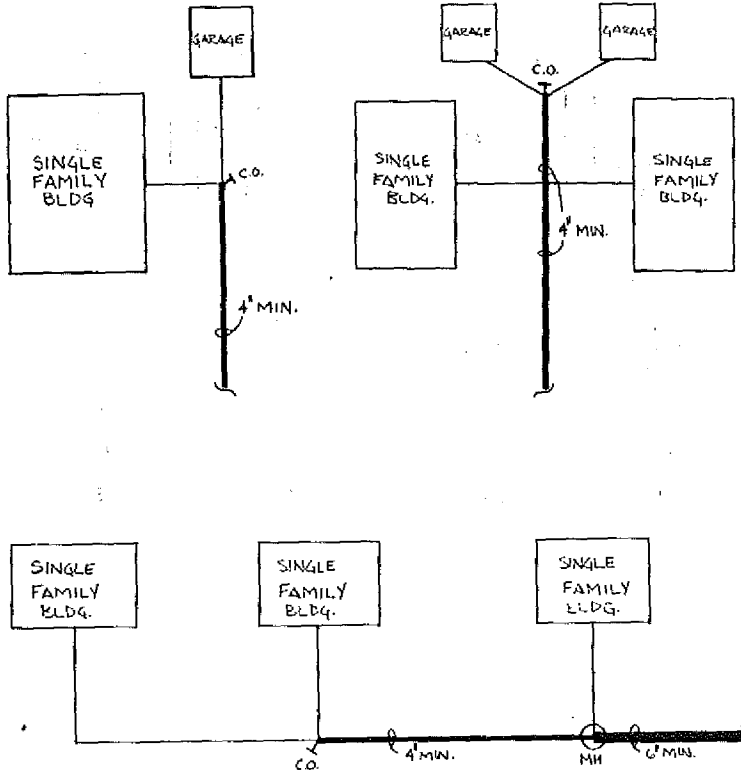 GARAGE
GARAGE
GARAGE
C.O.
SINGLE
FAMILY
BLDG
C.O.
SINGLE
FAMILY
BLDG.
SINGLE
FAMILY
BLDG.
4" MIN.
4" MIN.
SINGLE
FAMILY
BLDG.
SINGLE
FAMILY
BLDG.
SINGLE
FAMILY
BLDG.
C.O.
4" MIN.
MH
6" MIN.